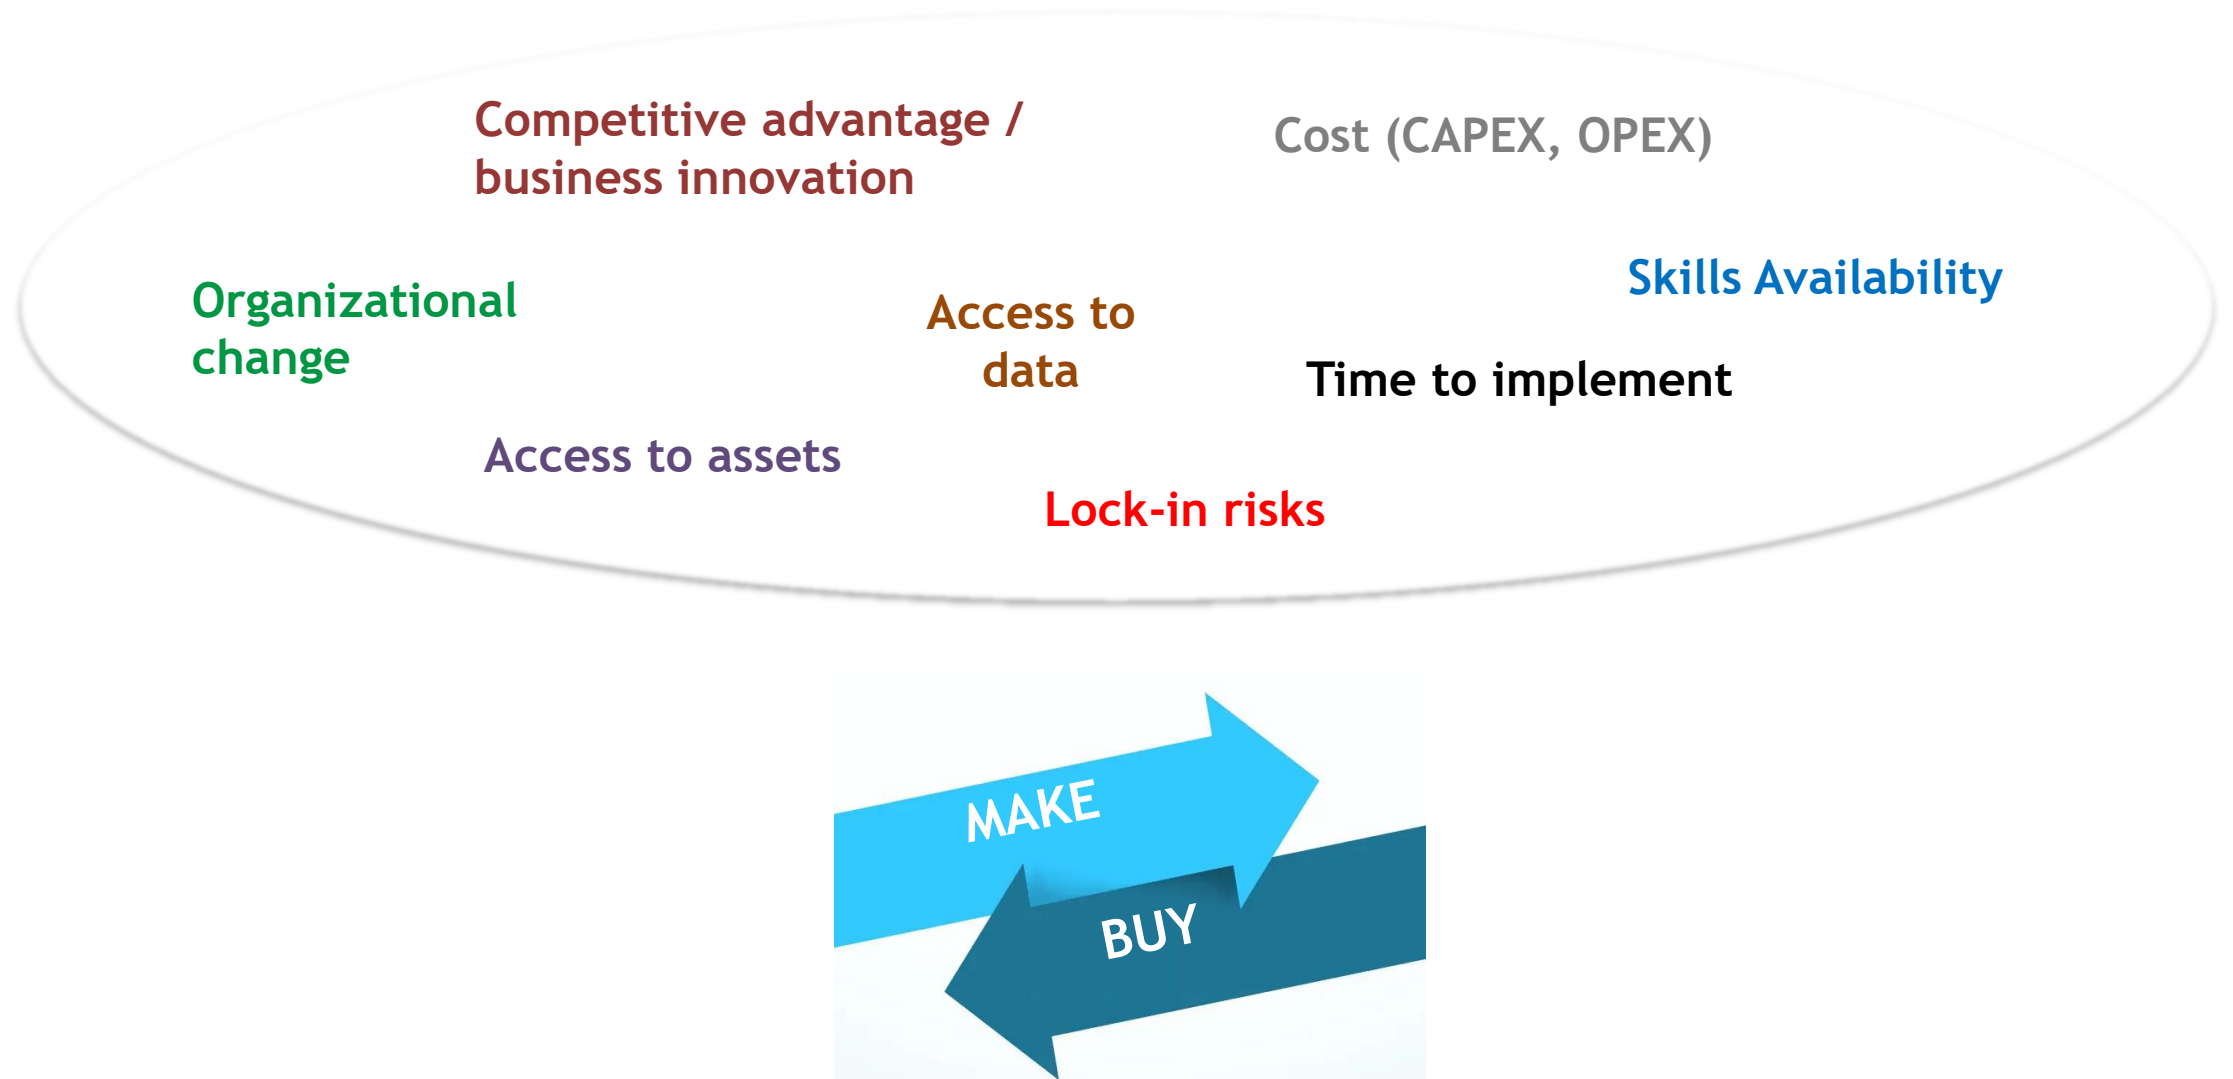 Competitive advantage /
business innovation
Cost (CAPEX, OPEX)
Skills Availability
Organizational
change
Access to
data
Time to implement
Access to assets
Lock-in risks
MAKE
BUY